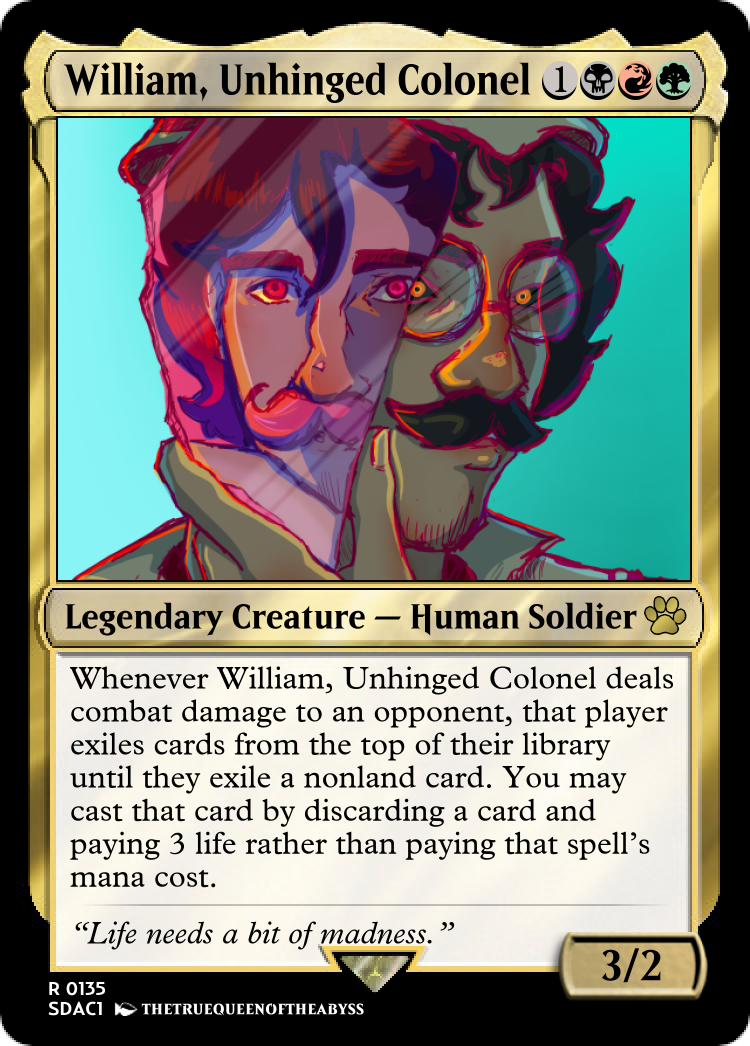 William, Unhinged Colonel 1
Legendary Creature — Human Soldier
Whenever William, Unhinged Colonel deals
combat damage to an opponent, that player
exiles cards from the top of their library
until they exile a nonland card. You may
cast that card by discarding a card and
paying 3 life rather than paying that spell’s
mana cost.
“Life needs a bit of madness.”
3/2
R 0135
SDAC1 THETRUEQUEENOFTHEABYSS